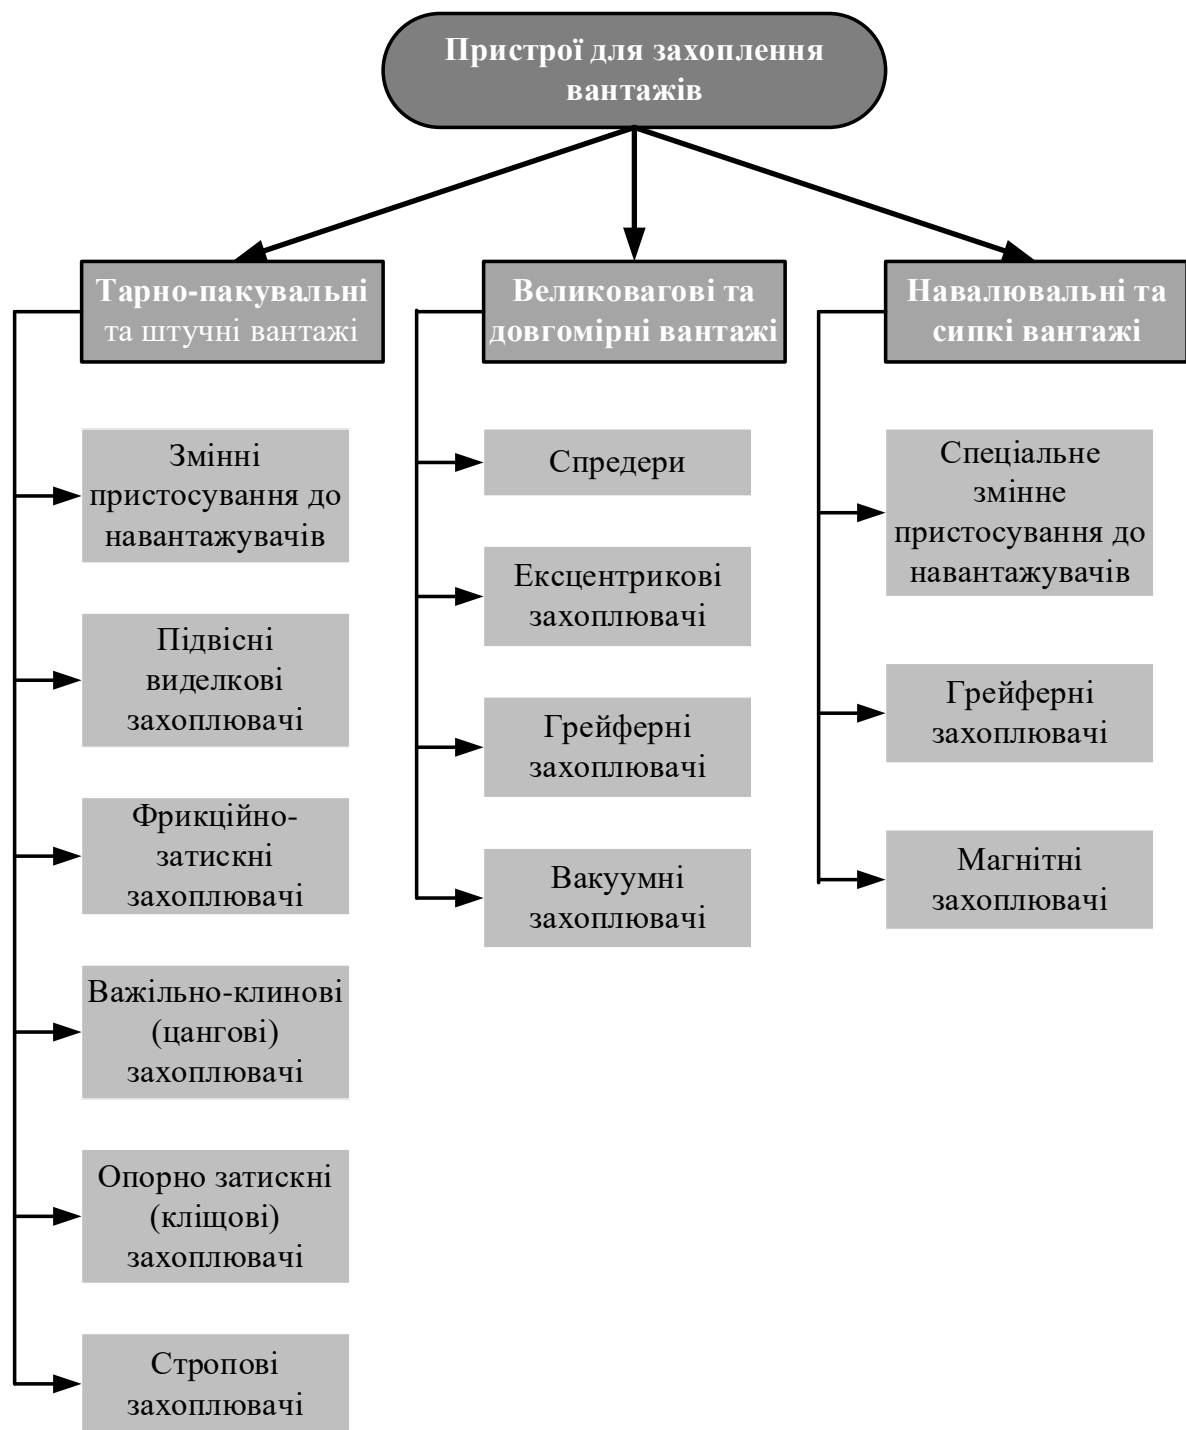 Пристрої для захоплення
вантажів
Тарно-пакувальні
та штучні вантажі
Змінні
пристосування до
навантажувачів
Підвісні
виделкові
захоплювачі
Фрикційно-
затискні
захоплювачі
Важільно-клинові
(цангові)
захоплювачі
Опорно затискні
(кліщові)
захоплювачі
Стропові
захоплювачі
Великовагові та
довгомірні вантажі
Спредери
Ексцентрикові
захоплювачі
Грейферні
захоплювачі
Вакуумні
захоплювачі
Навалювальні та
сипкі вантажі
Спеціальне
змінне
пристосування до
навантажувачів
Грейферні
захоплювачі
Магнітні
захоплювачі